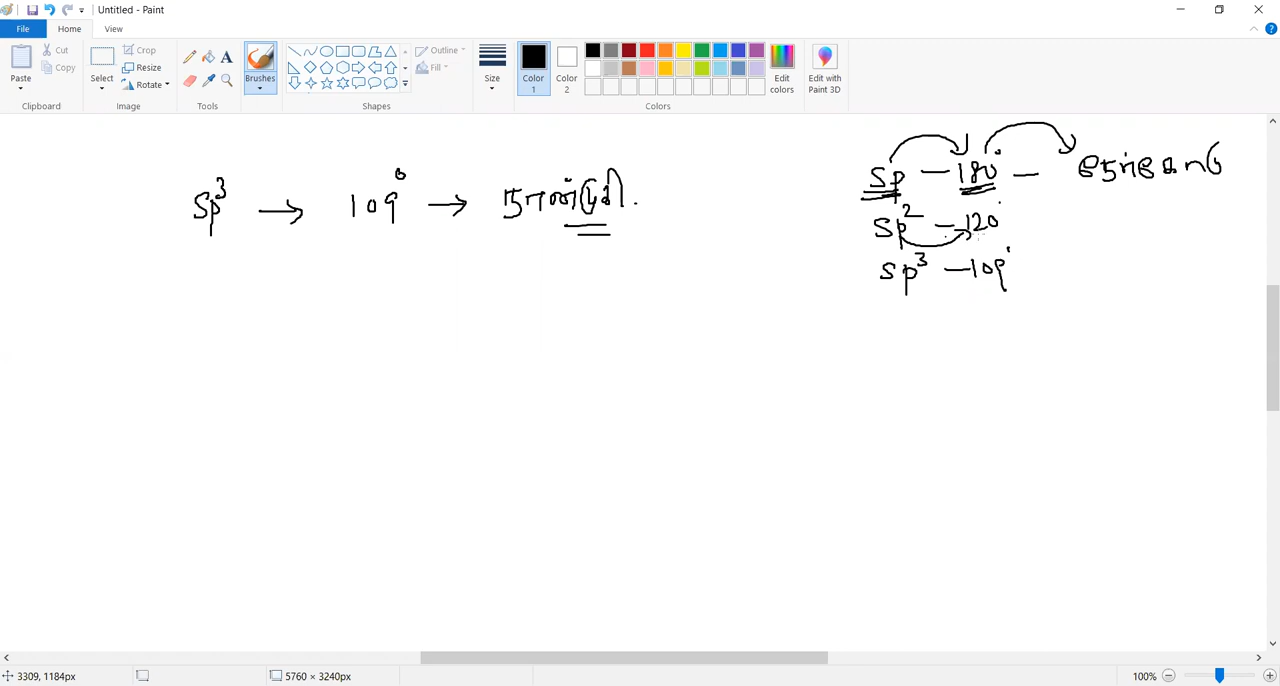 Untitled - Paint
File
Home
View
Paste
Cut
Copy
Clipboard
Select
Crop
Resize
Rotate
Image
Tools
Brushes
Shapes
Outline
Fill
Size
Color 1
Color 2
Edit colors
Colors
Edit with Paint 3D
sp³ → 109° → நான்முகி.
sp — 180° — நேர்கோடு
sp² — 120°
sp³ — 109°
3309, 1184px
5760 × 3240px
100%